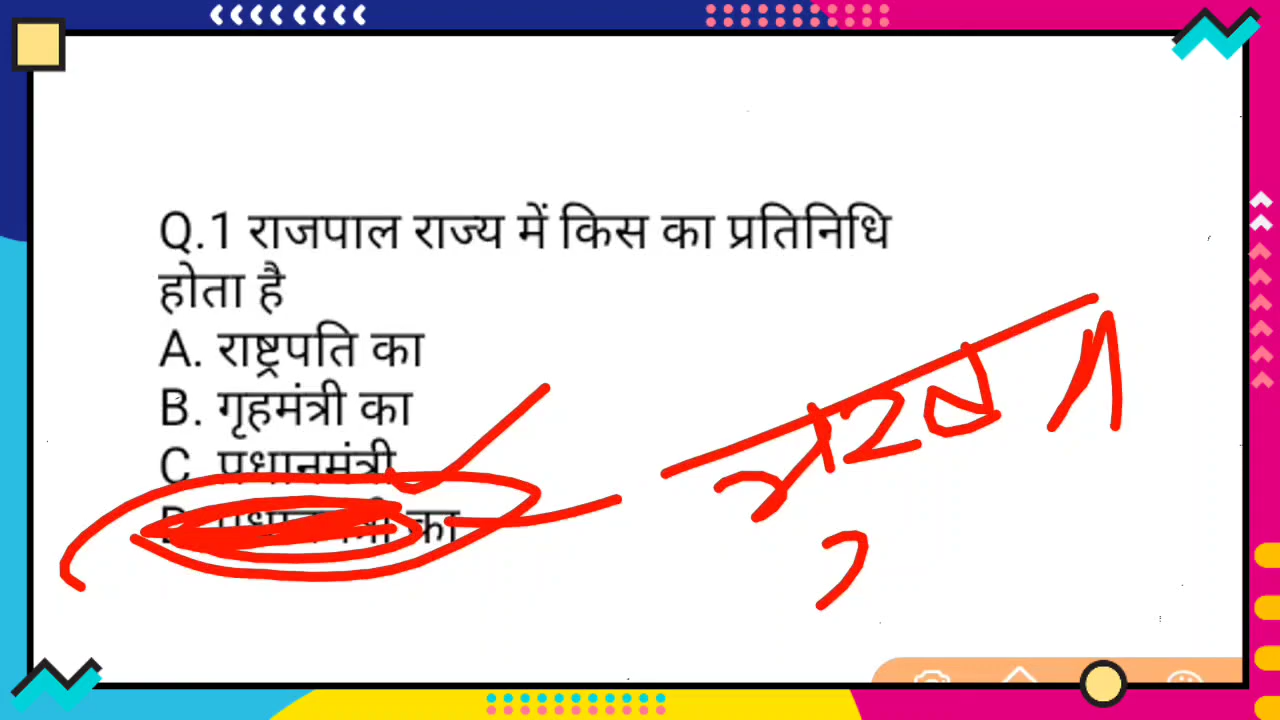 Q.1 राजपाल राज्य में किस का प्रतिनिधि
होता है
A. राष्ट्रपति का
B. गृहमंत्री का
C प्रधानमंत्री
का